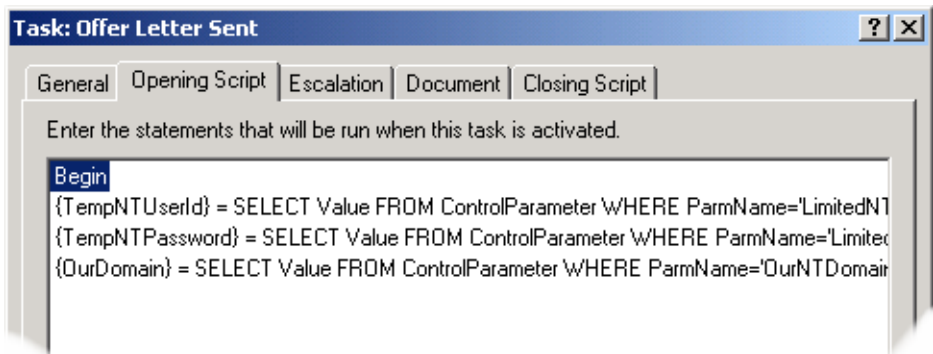 Task: Offer Letter Sent ? ×
General Opening Script Escalation Document Closing Script
Enter the statements that will be run when this task is activated.
Begin
{TempNTUserId} = SELECT Value FROM ControlParameter WHERE ParmName='LimitedNT
{TempNTPassword} = SELECT Value FROM ControlParameter WHERE ParmName='Limited
{OurDomain} = SELECT Value FROM ControlParameter WHERE ParmName='OurNTDomain